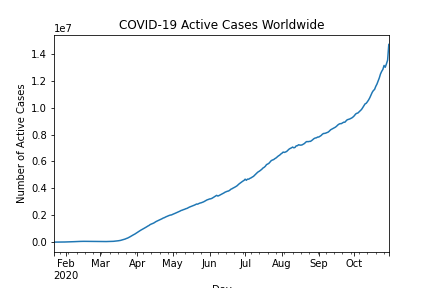 COVID-19 Active Cases Worldwide
1e7
1.4
1.2
1.0
0.8
0.6
0.4
0.2
0.0
Number of Active Cases
Feb Mar Apr May Jun Jul Aug Sep Oct
2020